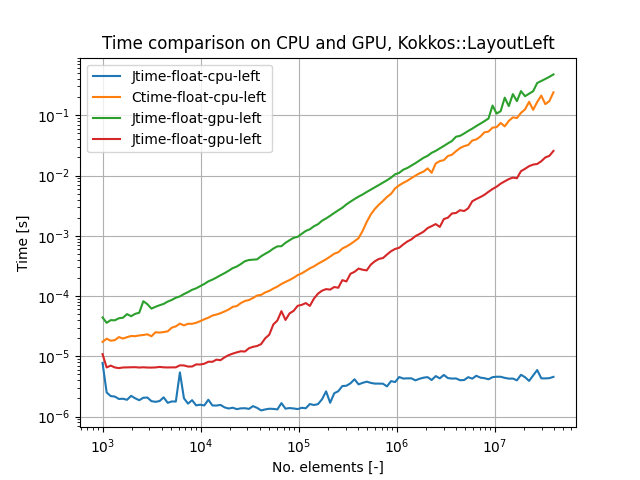 Time comparison on CPU and GPU, Kokkos::LayoutLeft
Jtime-float-cpu-left
Ctime-float-cpu-left
Jtime-float-gpu-left
Jtime-float-gpu-left
Time [s]
10⁻¹
10⁻²
10⁻³
10⁻⁴
10⁻⁵
10⁻⁶
10³ 10⁴ 10⁵ 10⁶ 10⁷
No. elements [-]